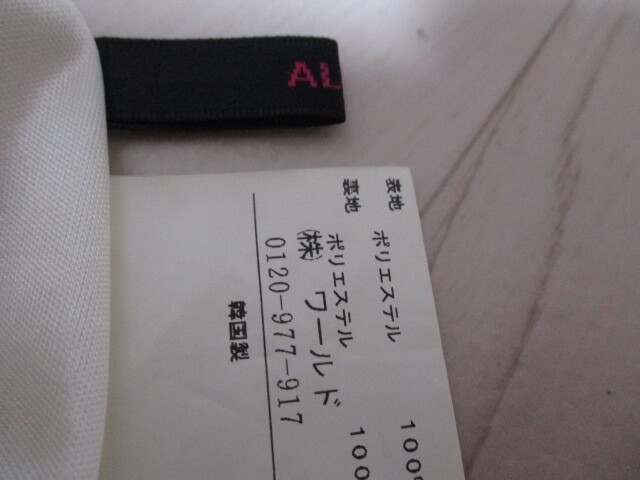 AL
表地 ポリエステル 100%
裏地 ポリエステル 100
㈱ ワールド
0120-977-917
韓国製